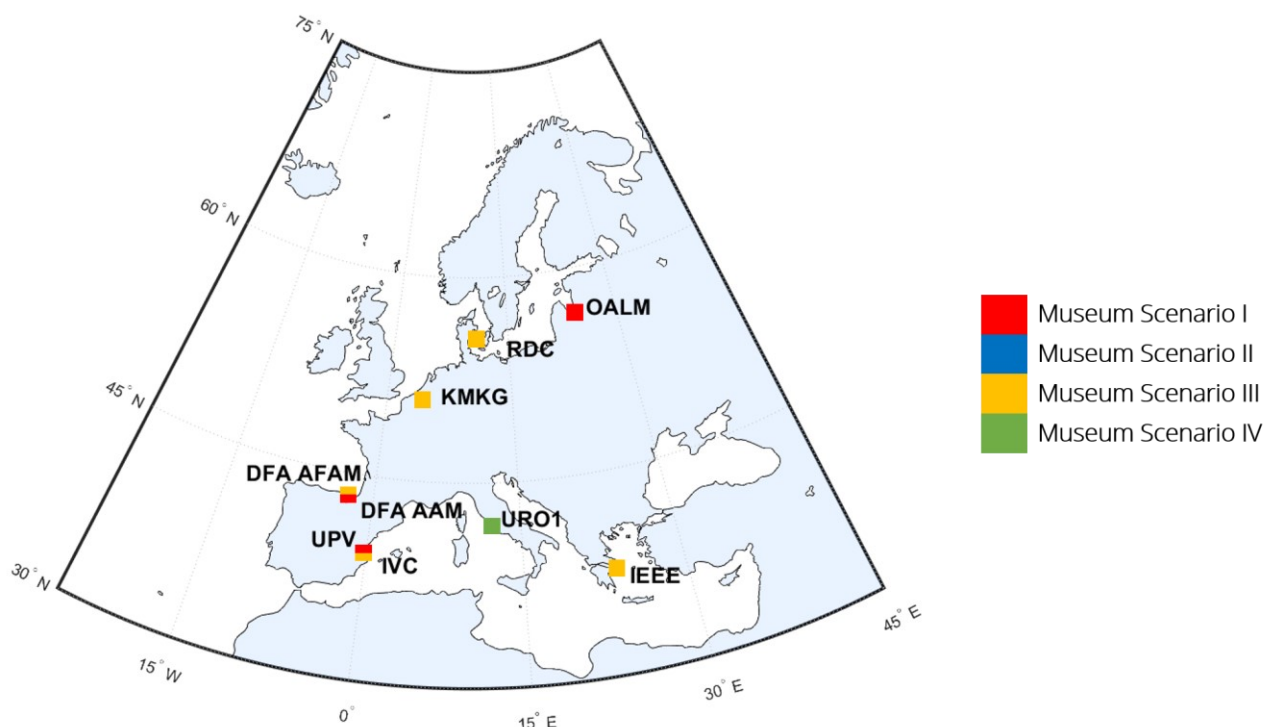 75° N
60° N
45° N
30° N
15° W
0°
15° E
30° E
45° E
OALM
RDC
KMKG
DFA AFAM
DFA AAM
URO1
UPV
IVC
IEEE
Museum Scenario I
Museum Scenario II
Museum Scenario III
Museum Scenario IV